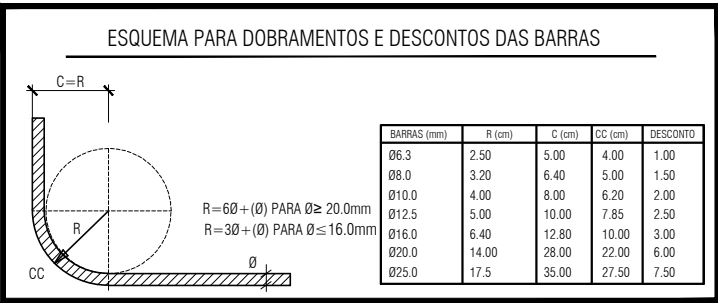 ESQUEMA PARA DOBRAMENTOS E DESCONTOS DAS BARRAS
C=R
R
CC
Ø
R=6Ø+(Ø) PARA Ø≥ 20.0mm
R=3Ø+(Ø) PARA Ø≤16.0mm
BARRAS (mm) R (cm) C (cm) CC (cm) DESCONTO
Ø6.3 2.50 5.00 4.00 1.00
Ø8.0 3.20 6.40 5.00 1.50
Ø10.0 4.00 8.00 6.20 2.00
Ø12.5 5.00 10.00 7.85 2.50
Ø16.0 6.40 12.80 10.00 3.00
Ø20.0 14.00 28.00 22.00 6.00
Ø25.0 17.5 35.00 27.50 7.50